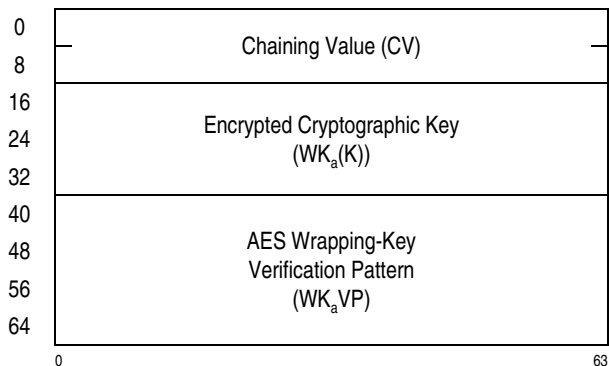 0
Chaining Value (CV)
8
16
Encrypted Cryptographic Key
24
(WKa(K))
32
40
AES Wrapping-Key
48
Verification Pattern
56
(WKaVP)
64
0 63